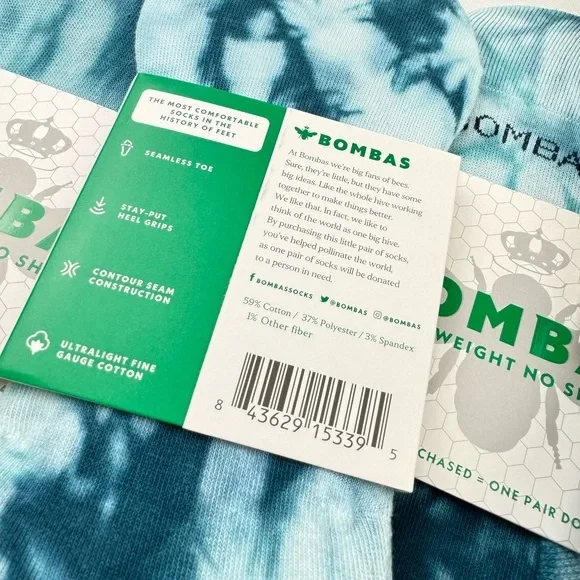 THE MOST COMFORTABLE
SOCKS IN THE
HISTORY OF FEET
SEAMLESS TOE
STAY-PUT
HEEL GRIPS
CONTOUR SEAM
CONSTRUCTION
ULTRALIGHT FINE
GAUGE COTTON
BOMBAS
At Bombas we're big fans of bees.
Sure, they're little, but they have some
big ideas. Like the whole hive working
together to make things better.
We like that. In fact, we like to
think of the world as one big hive.
By purchasing this little pair of socks,
you've helped pollinate the world,
as one pair of socks will be donated
to a person in need.
BOMBASSOCKS @BOMBAS @BOMBAS
59% Cotton / 37% Polyester / 3% Spandex
1% Other fiber
8 43629 15339 5
BAS
NO SH
OMBA
OMBA
WEIGHT NO S
CHASED = ONE PAIR DO